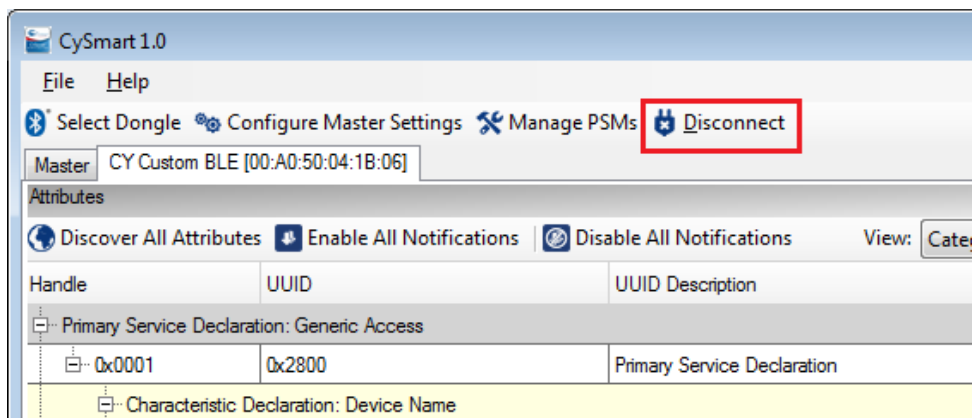 CySmart 1.0
File Help
Select Dongle Configure Master Settings Manage PSMs Disconnect
Master CY Custom BLE [00:A0:50:04:1B:06]
Attributes
Discover All Attributes Enable All Notifications Disable All Notifications View: Cate
Handle UUID UUID Description
Primary Service Declaration: Generic Access
0x0001 0x2800 Primary Service Declaration
Characteristic Declaration: Device Name